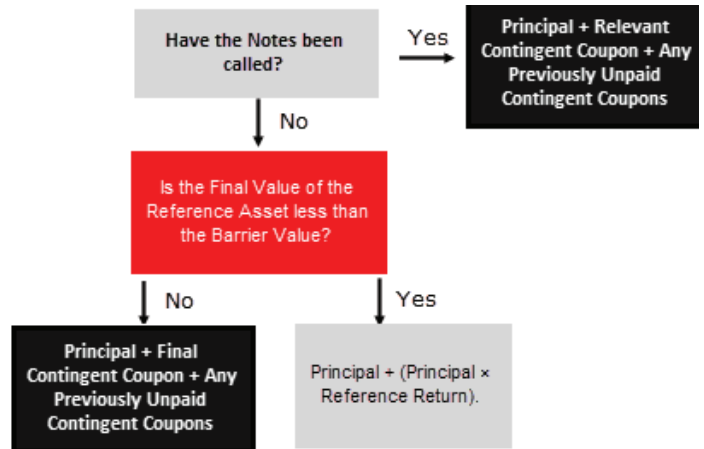 Have the Notes been
called?
Yes
Principal + Relevant
Contingent Coupon + Any
Previously Unpaid
Contingent Coupons
No
Is the Final Value of the
Reference Asset less than
the Barrier Value?
No
Yes
Principal + Final
Contingent Coupon + Any
Previously Unpaid
Contingent Coupons
Principal + (Principal ×
Reference Return).